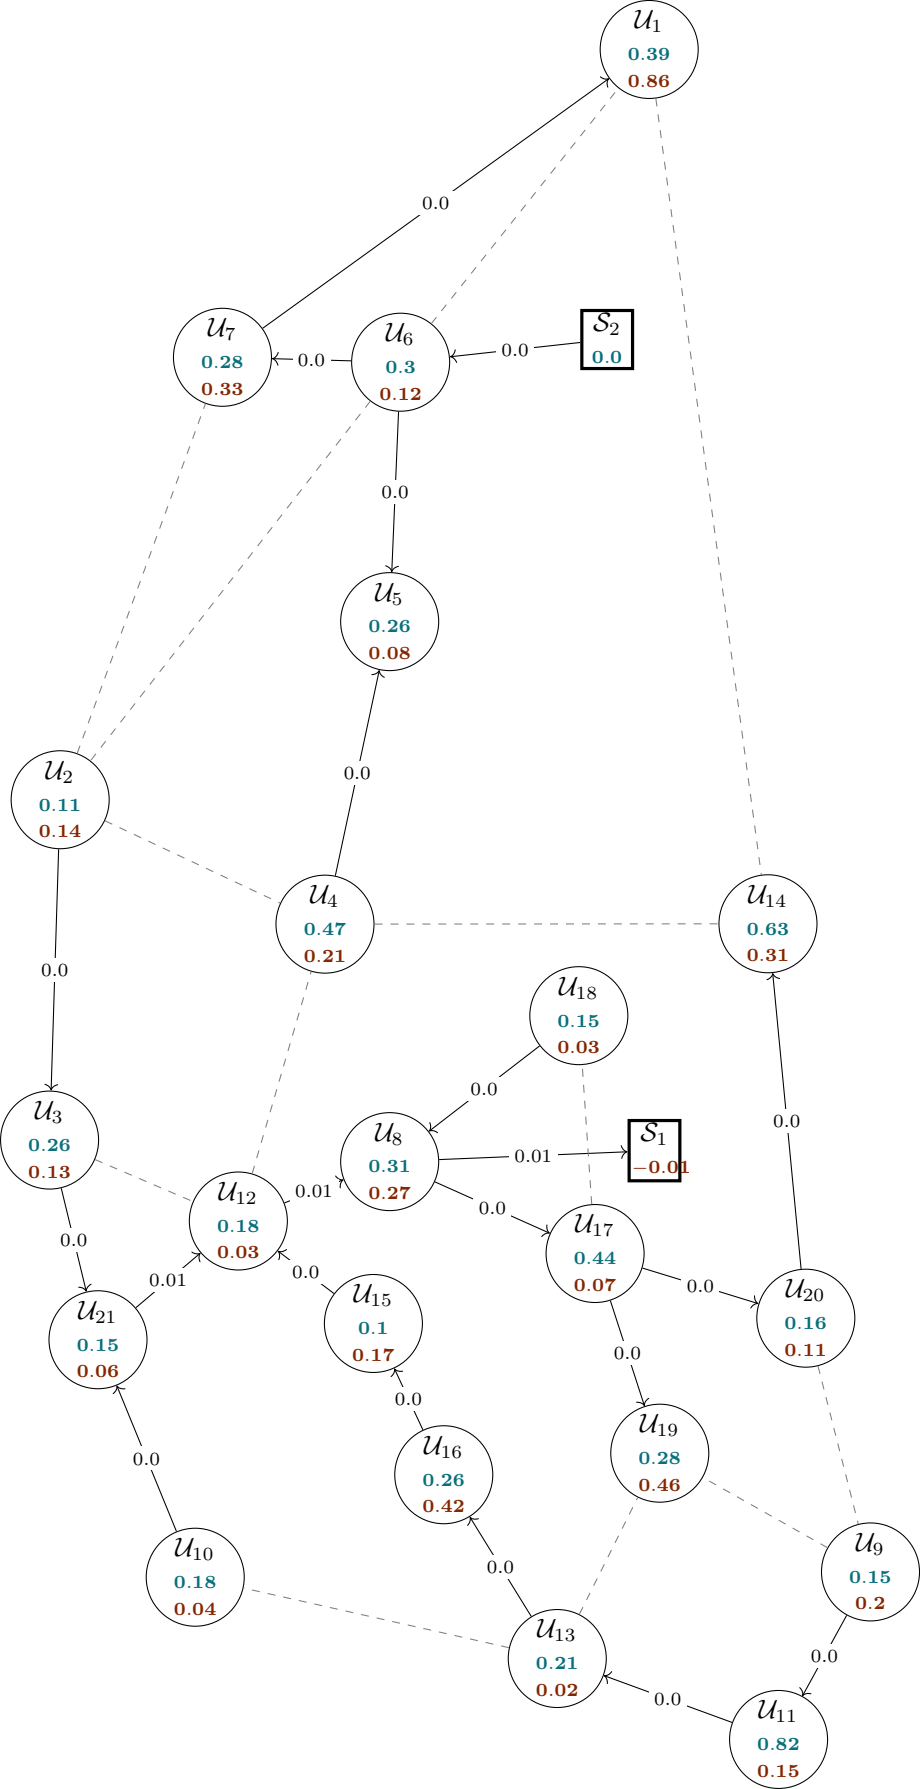 𝒰₁
0.39
0.86
0.0
𝒰₇
0.28
0.33
0.0
𝒰₆
0.3
0.12
0.0
𝒮₂
0.0
0.0
𝒰₅
0.26
0.08
0.0
𝒰₂
0.11
0.14
𝒰₄
0.47
0.21
𝒰₁₄
0.63
0.31
0.0
𝒰₁₈
0.15
0.03
0.0
𝒰₃
0.26
0.13
𝒰₈
0.31
0.27
0.01
𝒮₁
−0.01
0.0
𝒰₁₂
0.18
0.03
0.01
0.0
𝒰₁₇
0.44
0.07
0.0
0.0
0.01
0.0
0.0
𝒰₂₁
0.15
0.06
𝒰₁₅
0.1
0.17
𝒰₂₀
0.16
0.11
0.0
0.0
𝒰₁₆
0.26
0.42
𝒰₁₉
0.28
0.46
0.0
𝒰₁₀
0.18
0.04
0.0
𝒰₉
0.15
0.2
𝒰₁₃
0.21
0.02
0.0
0.0
𝒰₁₁
0.82
0.15